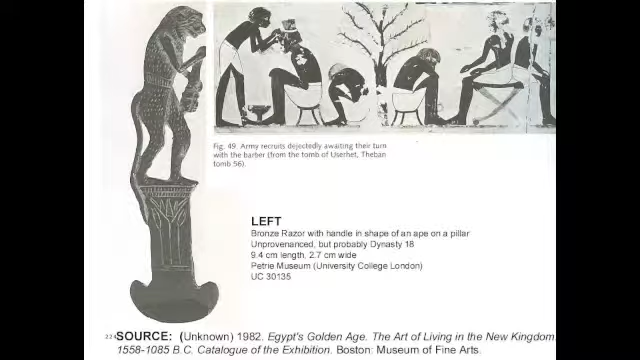 Fig. 49. Army recruits dejectedly awaiting their turn
with the barber (from the tomb of Userhet, Theban
tomb 56).
LEFT
Bronze Razor with handle in shape of an ape on a pillar
Unprovenanced, but probably Dynasty 18
9.4 cm length, 2.7 cm wide
Petrie Museum (University College London)
UC 30135
SOURCE: (Unknown) 1982. Egypt's Golden Age. The Art of Living in the New Kingdom
1558-1085 B.C. Catalogue of the Exhibition. Boston: Museum of Fine Arts.